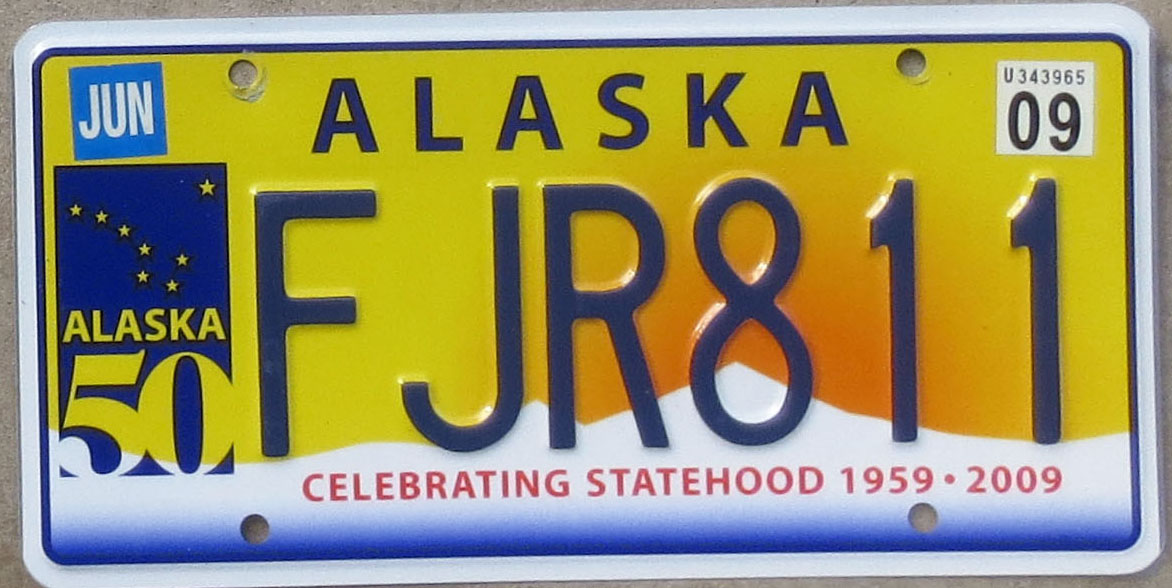 JUN
ALASKA
U343965
09
FJR811
ALASKA
50
CELEBRATING STATEHOOD 1959 • 2009